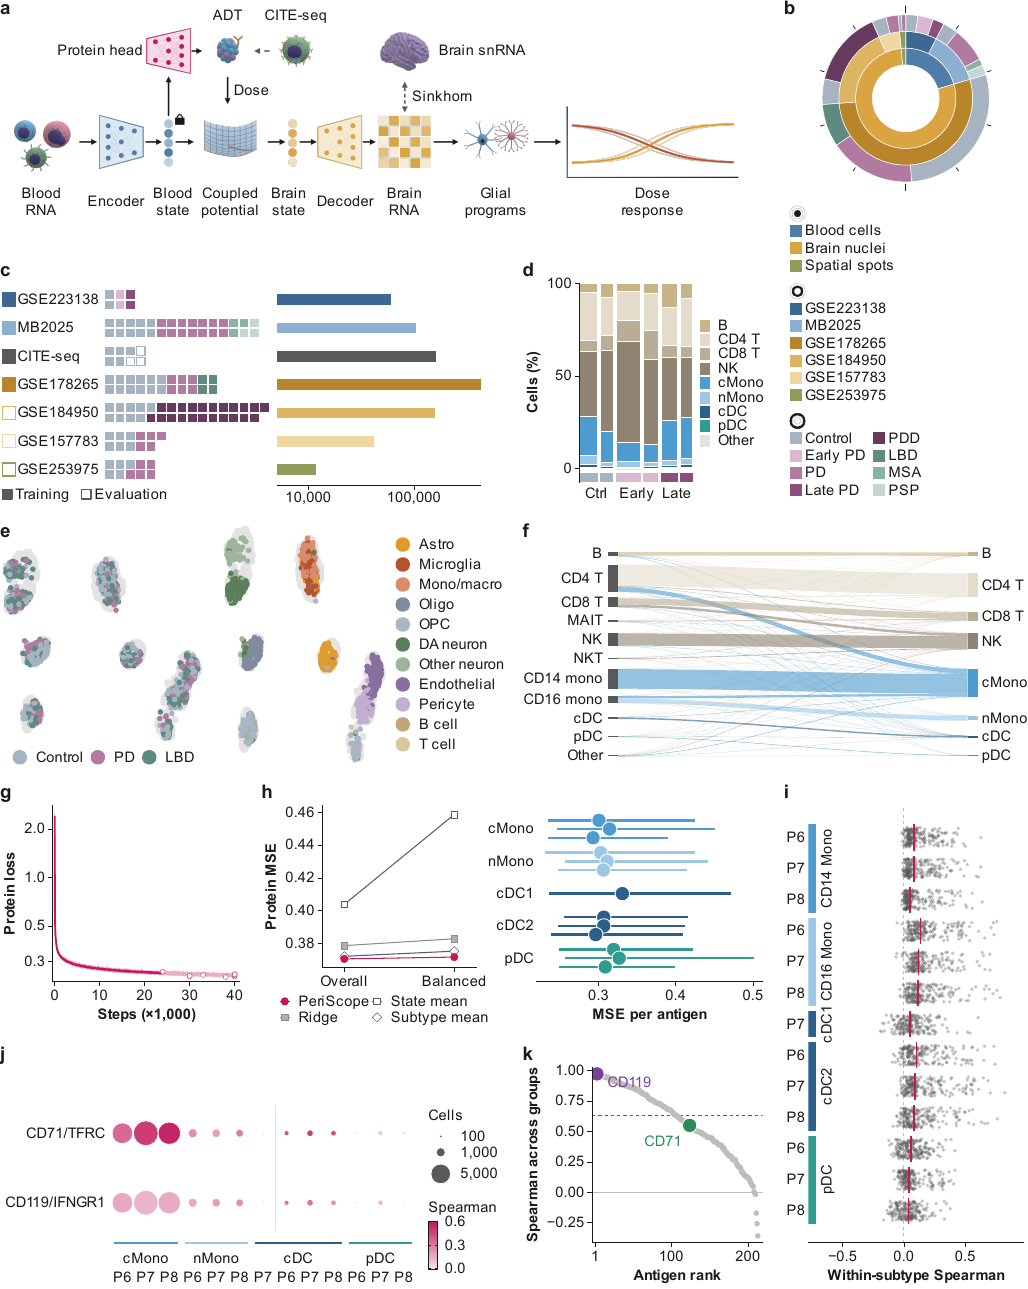 a
ADT
CITE-seq
Protein head
Brain snRNA
Dose
Sinkhorn
Blood RNA
Encoder
Blood state
Coupled potential
Brain state
Decoder
Brain RNA
Glial programs
Dose response
b
Blood cells
Brain nuclei
Spatial spots
GSE223138
MB2025
GSE178265
GSE184950
GSE157783
GSE253975
Control
Early PD
PD
Late PD
PDD
LBD
MSA
PSP
c
GSE223138
MB2025
CITE-seq
GSE178265
GSE184950
GSE157783
GSE253975
Training
Evaluation
10,000
100,000
d
Cells (%)
100
50
0
Ctrl
Early
Late
B
CD4 T
CD8 T
NK
cMono
nMono
cDC
pDC
Other
e
Astro
Microglia
Mono/macro
Oligo
OPC
DA neuron
Other neuron
Endothelial
Pericyte
B cell
T cell
Control
PD
LBD
f
B
CD4 T
CD8 T
MAIT
NK
NKT
CD14 mono
CD16 mono
cDC
pDC
Other
B
CD4 T
CD8 T
NK
cMono
nMono
cDC
pDC
g
Protein loss
2.0
1.0
0.5
0.3
0 10 20 30 40
Steps (×1,000)
h
Protein MSE
0.46
0.44
0.42
0.40
0.38
Overall
Balanced
PeriScope
State mean
Ridge
Subtype mean
cMono
nMono
cDC1
cDC2
pDC
0.3 0.4 0.5
MSE per antigen
i
P6
P7
P8
CD14 Mono
P6
P7
P8
CD16 Mono
P7
cDC1
P6
P7
P8
cDC2
P6
P7
P8
pDC
−0.5 0.0 0.5
Within-subtype Spearman
j
CD71/TFRC
CD119/IFNGR1
cMono
nMono
cDC
pDC
P6 P7 P8 P6 P7 P8 P7 P6 P7 P8 P6 P7 P8
Cells
100
1,000
5,000
Spearman
0.6
0.3
0.0
k
Spearman across groups
1.00
0.75
0.50
0.25
0.00
−0.25
CD119
CD71
1 100 200
Antigen rank